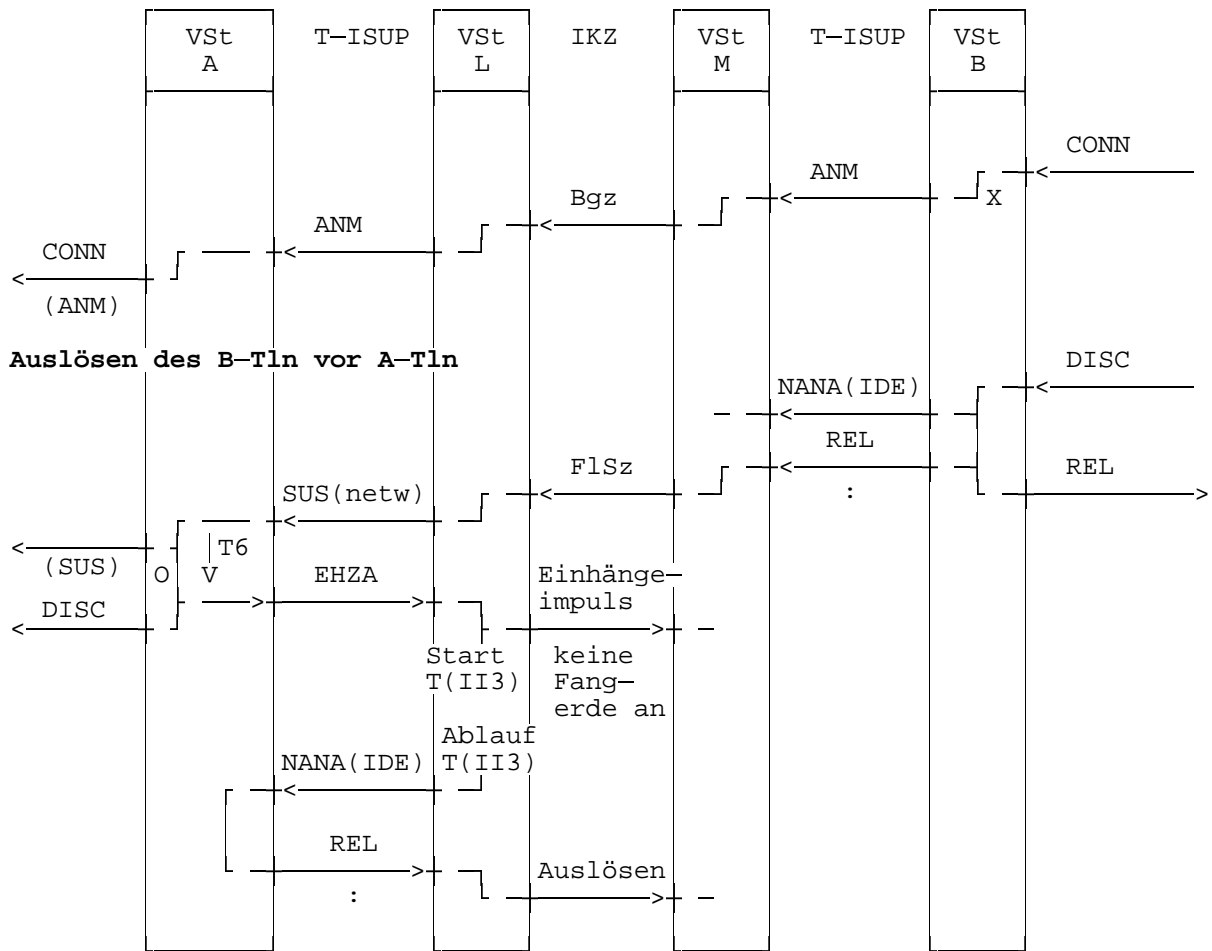 VSt T—ISUP VSt IKZ VSt T—ISUP VSt
A L M B
CONN
ANM
X
Bgz
ANM
CONN
(ANM)
Auslösen des B—Tln vor A—Tln
DISC
NANA(IDE)
REL
FlSz REL
SUS(netw) :
T6
(SUS) O V EHZA Einhänge—
DISC impuls
Start keine
T(II3) Fang—
erde an
Ablauf
NANA(IDE) T(II3)
REL
Auslösen
: